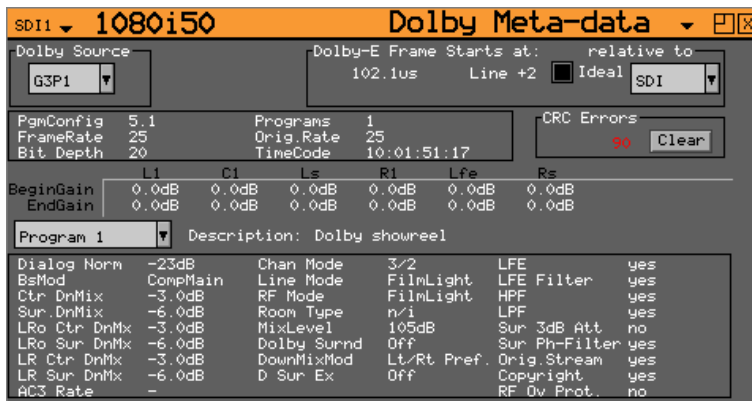 SDI1 1080i50 Dolby Meta-data
Dolby Source Dolby-E Frame Starts at: relative to
G3P1 102.1us Line +2 Ideal SDI
PgmConfig 5.1 Programs 1 CRC Errors
FrameRate 25 Orig.Rate 25 90 Clear
Bit Depth 20 TimeCode 10:01:51:17
L1 C1 Ls R1 Lfe Rs
BeginGain 0.0dB 0.0dB 0.0dB 0.0dB 0.0dB 0.0dB
EndGain 0.0dB 0.0dB 0.0dB 0.0dB 0.0dB 0.0dB
Program 1 Description: Dolby showreel
Dialog Norm -23dB Chan Mode 3/2 LFE yes
BsMod CompMain Line Mode FilmLight LFE Filter yes
Ctr DnMix -3.0dB RF Mode FilmLight HPF yes
Sur.DnMix -6.0dB Room Type n/i LPF yes
LRo Ctr DnMx -3.0dB MixLevel 105dB Sur 3dB Att no
LRo Sur DnMx -6.0dB Dolby Surnd Off Sur Ph-Filter yes
LR Ctr DnMx -3.0dB DownMixMod Lt/Rt Pref. Orig.Stream yes
LR Sur DnMx -6.0dB D Sur Ex Off Copyright yes
AC3 Rate - RF Ov Prot. no